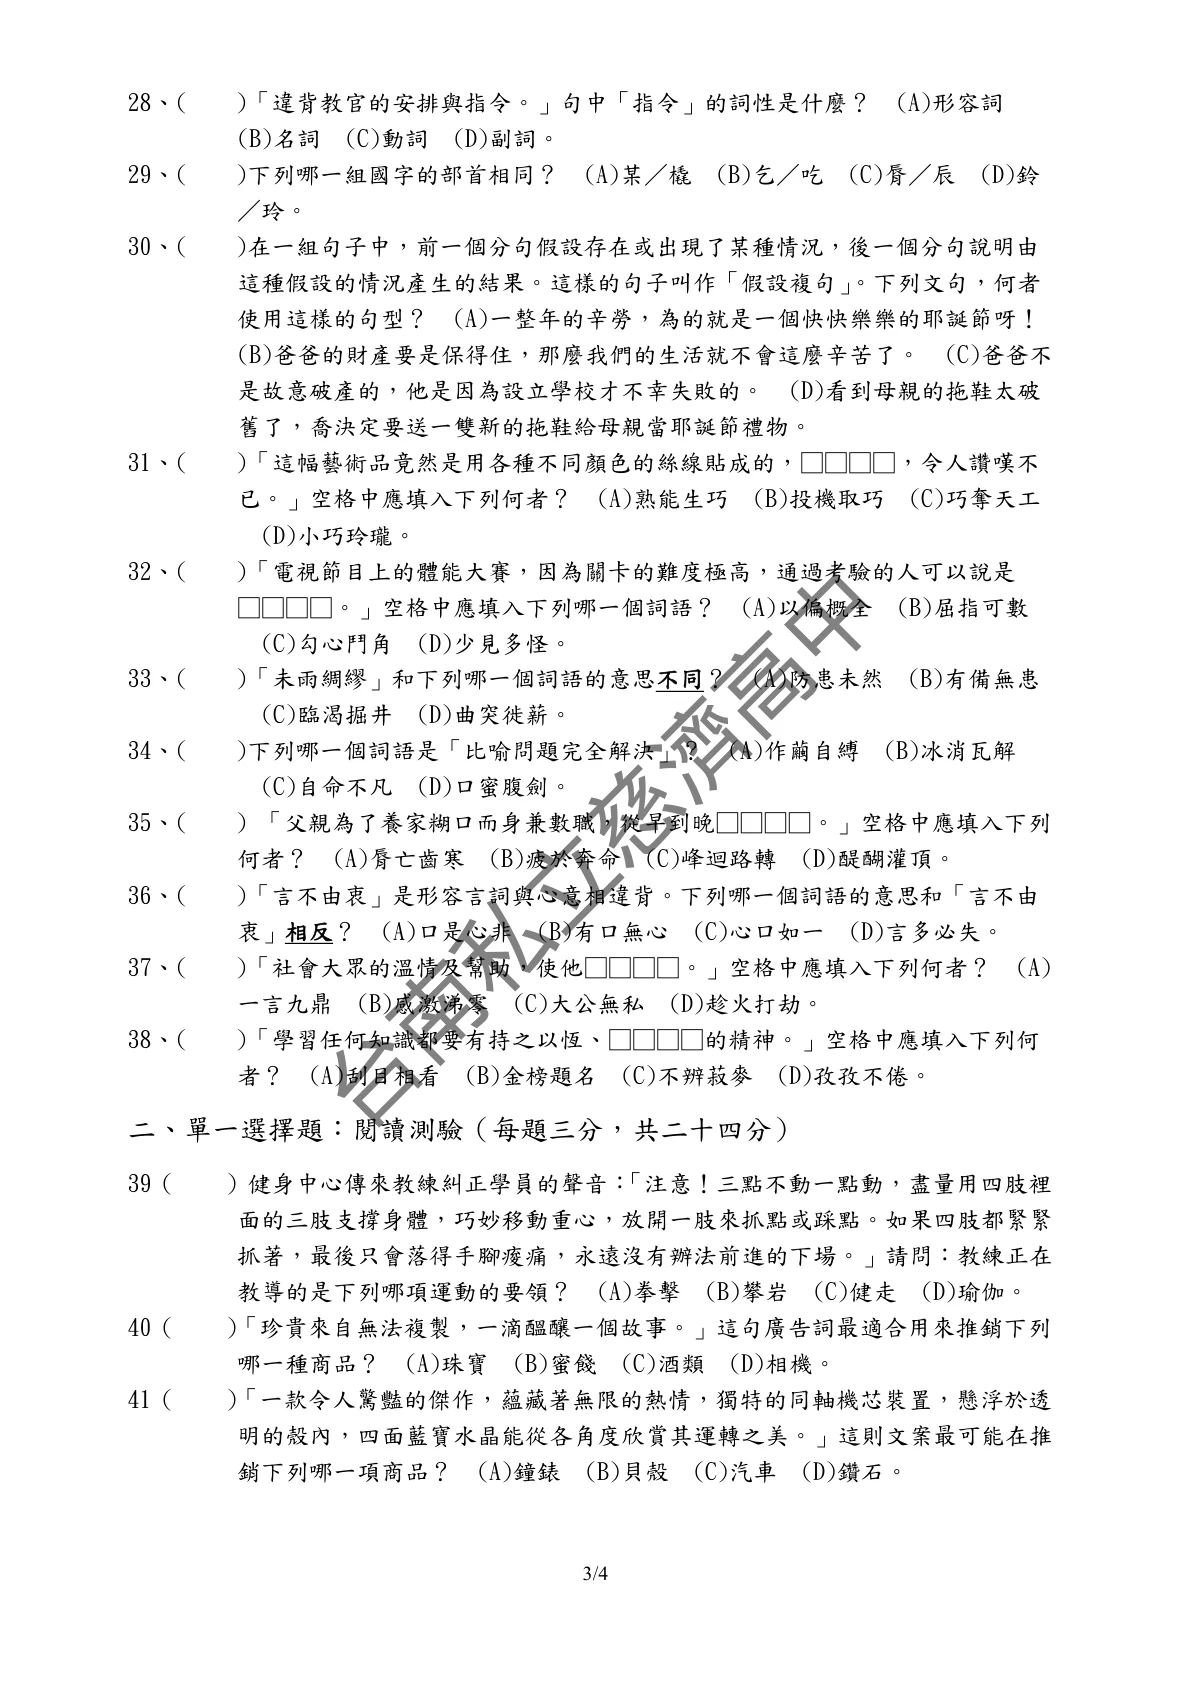 28、(　　)「違背教官的安排與指令。」句中「指令」的詞性是什麼？　(A)形容詞
(B)名詞　(C)動詞　(D)副詞。
29、(　　)下列哪一組國字的部首相同？　(A)某／橇　(B)乞／吃　(C)脣／辰　(D)鈴
／玲。
30、(　　)在一組句子中，前一個分句假設存在或出現了某種情況，後一個分句說明由
這種假設的情況產生的結果。這樣的句子叫作「假設複句」。下列文句，何者
使用這樣的句型？　(A)一整年的辛勞，為的就是一個快快樂樂的耶誕節呀！
(B)爸爸的財產要是保得住，那麼我們的生活就不會這麼辛苦了。　(C)爸爸不
是故意破產的，他是因為設立學校才不幸失敗的。　(D)看到母親的拖鞋太破
舊了，喬決定要送一雙新的拖鞋給母親當耶誕節禮物。
31、(　　)「這幅藝術品竟然是用各種不同顏色的絲線貼成的，□□□□，令人讚嘆不
已。」空格中應填入下列何者？　(A)熟能生巧　(B)投機取巧　(C)巧奪天工
(D)小巧玲瓏。
32、(　　)「電視節目上的體能大賽，因為關卡的難度極高，通過考驗的人可以說是
□□□□。」空格中應填入下列哪一個詞語？　(A)以偏概全　(B)屈指可數
(C)勾心鬥角　(D)少見多怪。
33、(　　)「未雨綢繆」和下列哪一個詞語的意思不同？　(A)防患未然　(B)有備無患
(C)臨渴掘井　(D)曲突徙薪。
34、(　　)下列哪一個詞語是「比喻問題完全解決」？　(A)作繭自縛　(B)冰消瓦解
(C)自命不凡　(D)口蜜腹劍。
35、(　　)「父親為了養家糊口而身兼數職，從早到晚□□□□。」空格中應填入下列
何者？　(A)脣亡齒寒　(B)疲於奔命　(C)峰迴路轉　(D)醍醐灌頂。
36、(　　)「言不由衷」是形容言詞與心意相違背。下列哪一個詞語的意思和「言不由
衷」相反？　(A)口是心非　(B)有口無心　(C)心口如一　(D)言多必失。
37、(　　)「社會大眾的溫情及幫助，使他□□□□。」空格中應填入下列何者？　(A)
一言九鼎　(B)感激涕零　(C)大公無私　(D)趁火打劫。
38、(　　)「學習任何知識都要有持之以恆、□□□□的精神。」空格中應填入下列何
者？　(A)刮目相看　(B)金榜題名　(C)不辨菽麥　(D)孜孜不倦。
二、單一選擇題：閱讀測驗（每題三分，共二十四分）
39（　　）健身中心傳來教練糾正學員的聲音：「注意！三點不動一點動，盡量用四肢裡
面的三肢支撐身體，巧妙移動重心，放開一肢來抓點或踩點。如果四肢都緊緊
抓著，最後只會落得手腳痠痛，永遠沒有辦法前進的下場。」請問：教練正在
教導的是下列哪項運動的要領？　(A)拳擊　(B)攀岩　(C)健走　(D)瑜伽。
40（　　)「珍貴來自無法複製，一滴醞釀一個故事。」這句廣告詞最適合用來推銷下列
哪一種商品？　(A)珠寶　(B)蜜餞　(C)酒類　(D)相機。
41（　　)「一款令人驚豔的傑作，蘊藏著無限的熱情，獨特的同軸機芯裝置，懸浮於透
明的殼內，四面藍寶水晶能從各角度欣賞其運轉之美。」這則文案最可能在推
銷下列哪一項商品？　(A)鐘錶　(B)貝殼　(C)汽車　(D)鑽石。
台南私立慈濟高中
3/4